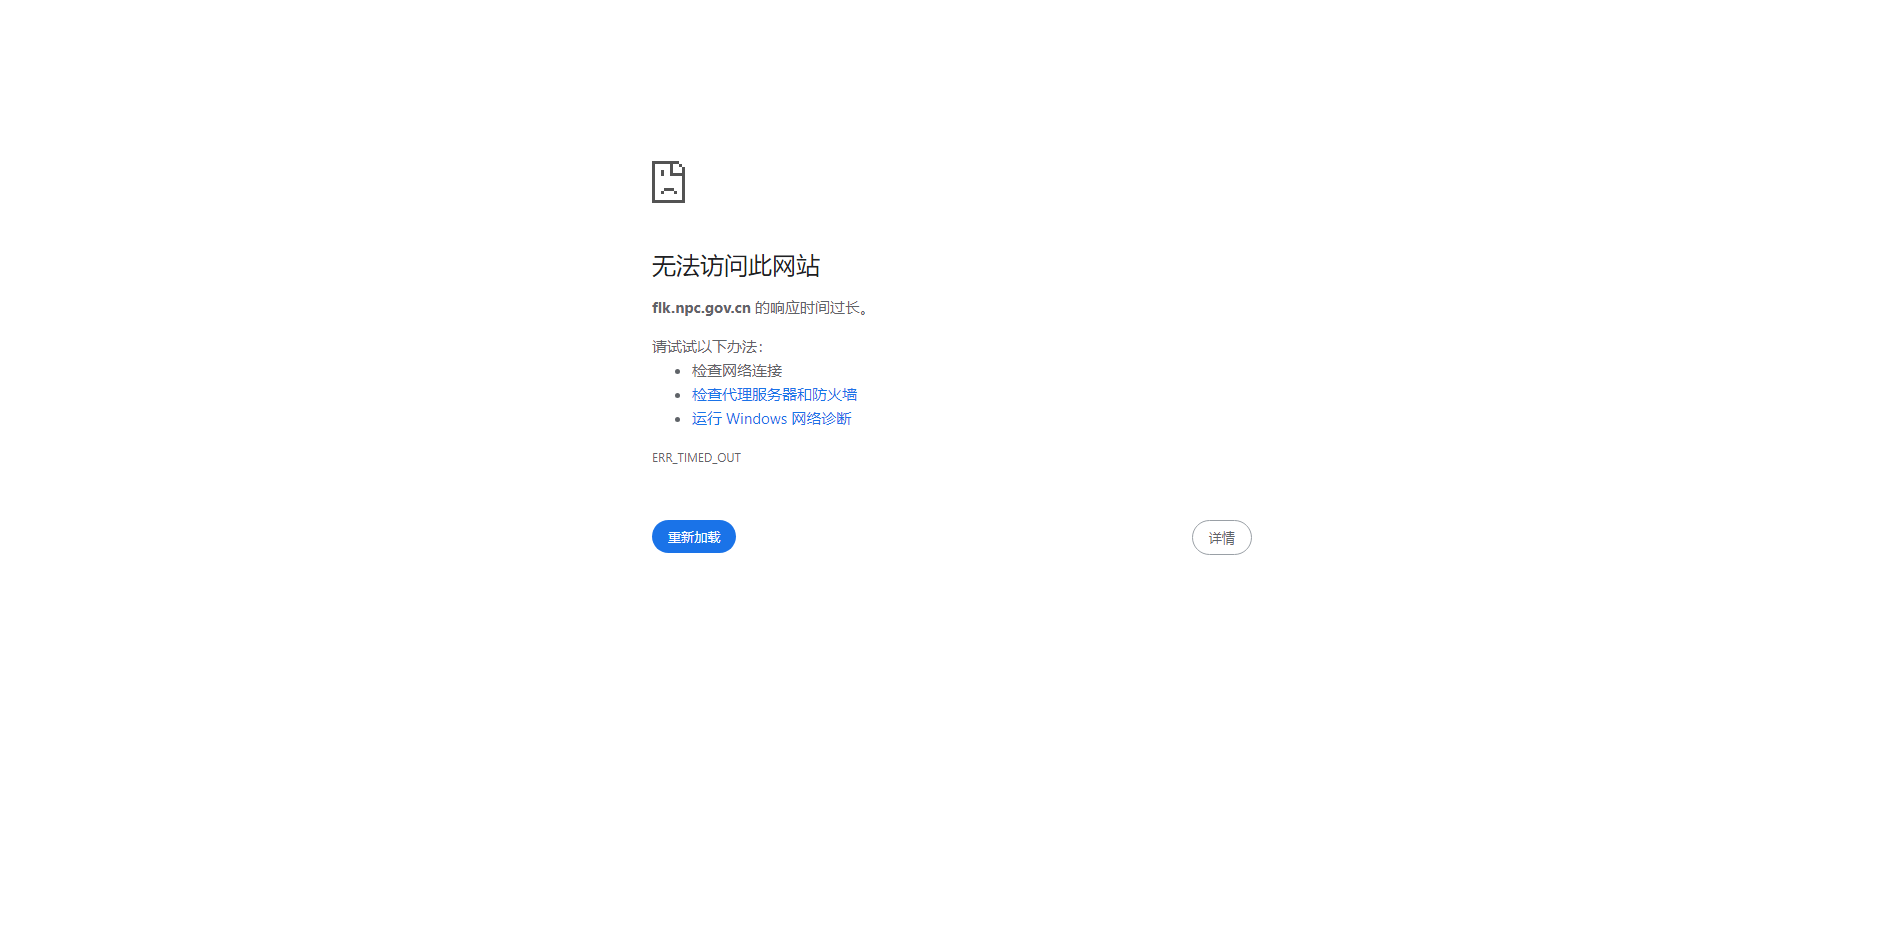 无法访问此网站
flk.npc.gov.cn 的响应时间过长。
请试试以下办法：
检查网络连接
检查代理服务器和防火墙
运行 Windows 网络诊断
ERR_TIMED_OUT
重新加载
详情